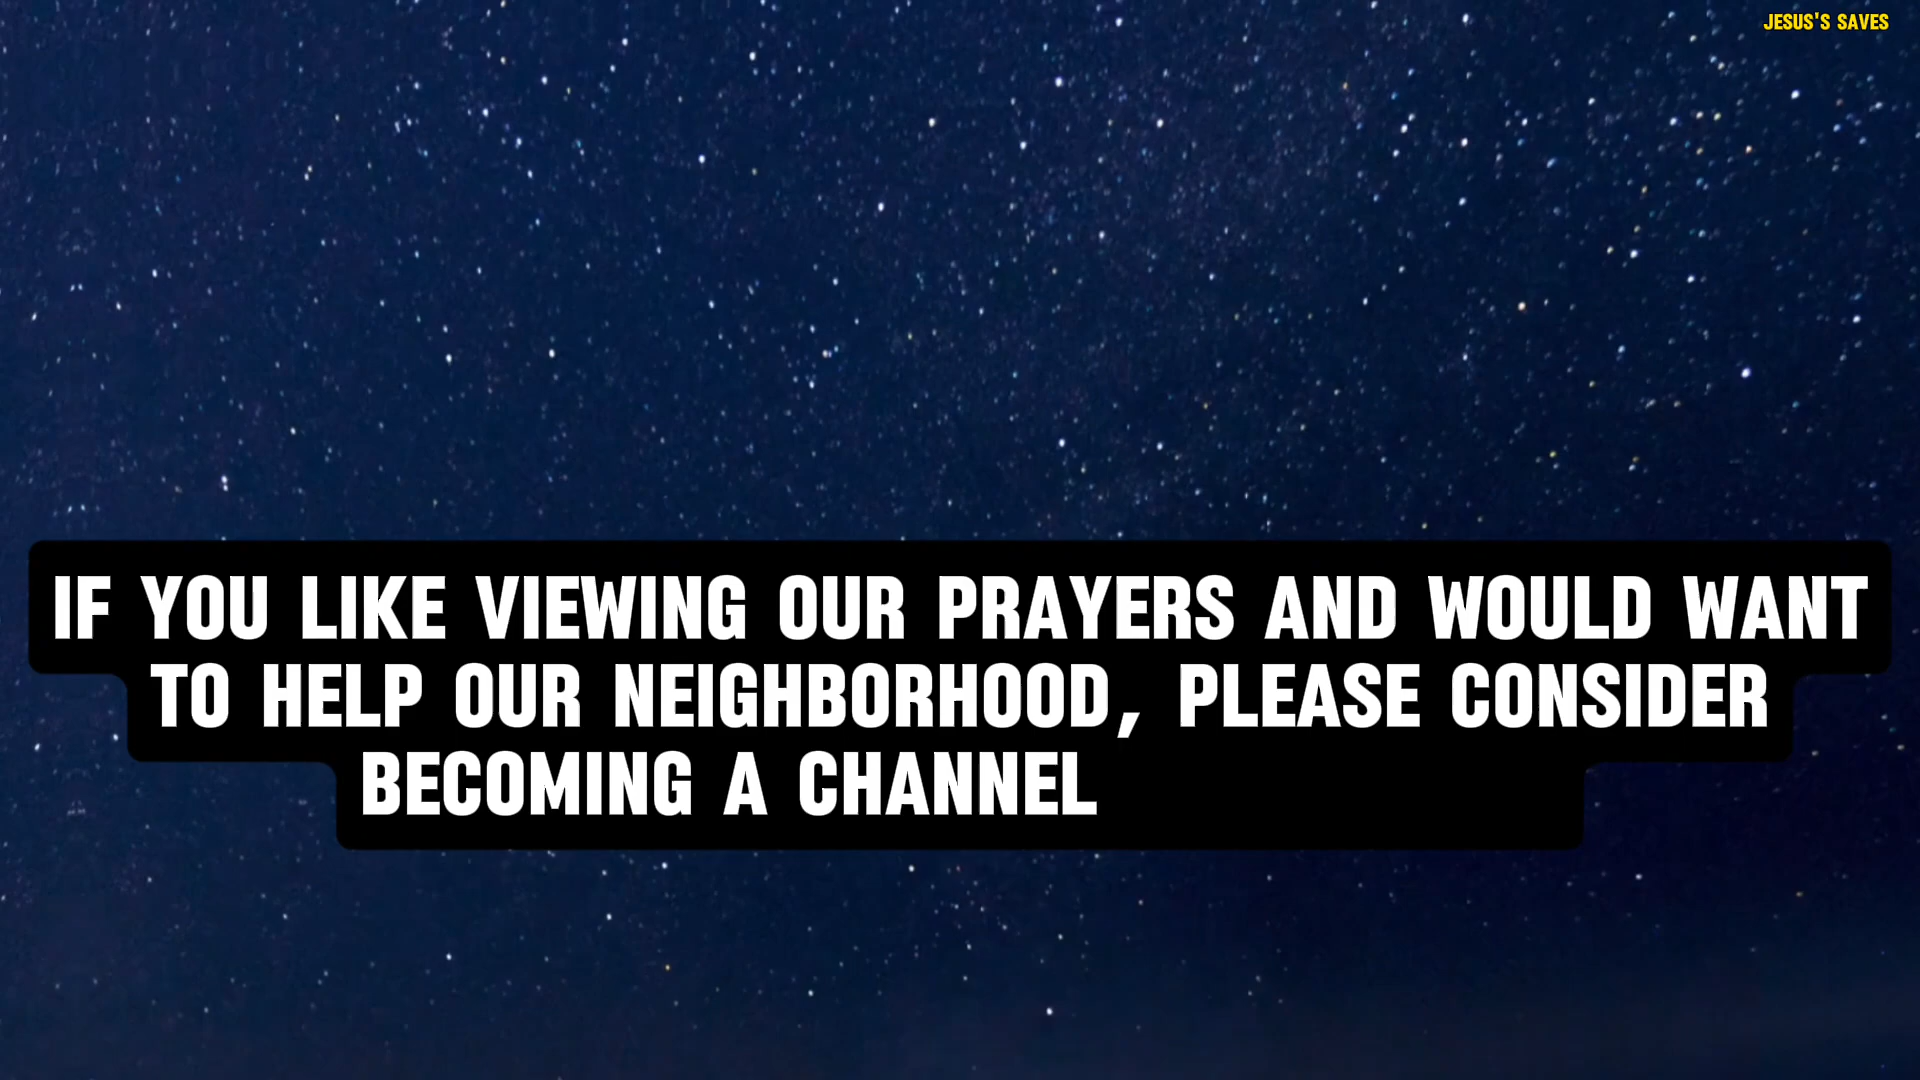 JESUS'S SAVES
IF YOU LIKE VIEWING OUR PRAYERS AND WOULD WANT
TO HELP OUR NEIGHBORHOOD, PLEASE CONSIDER
BECOMING A CHANNEL